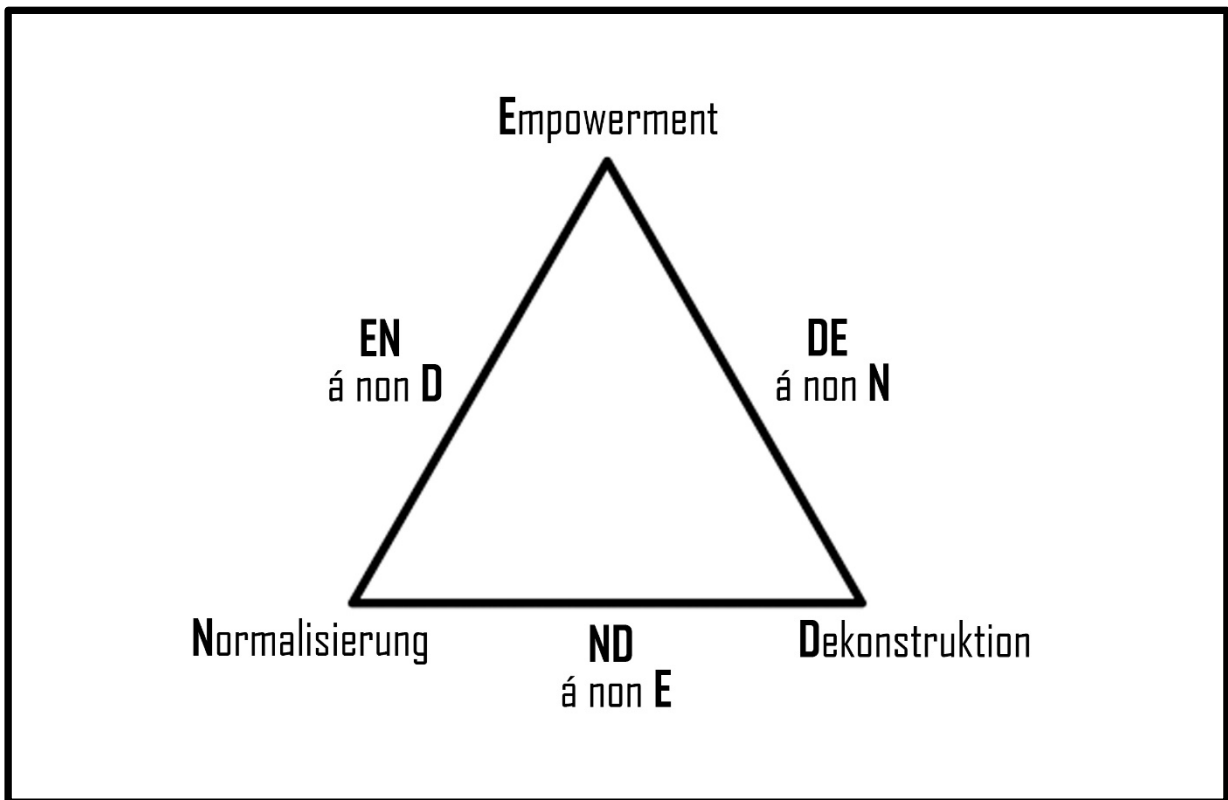 Empowerment
EN
á non D
DE
á non N
Normalisierung
ND
á non E
Dekonstruktion